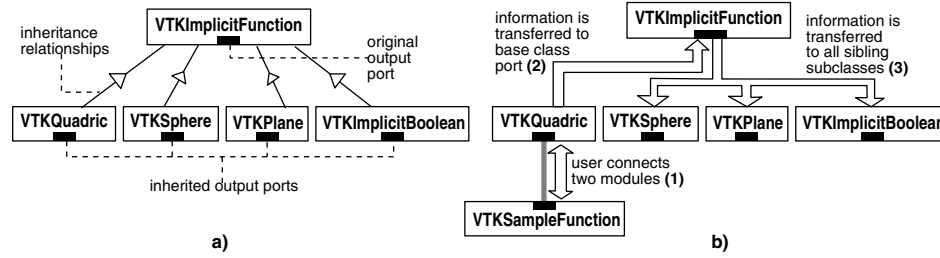 VTKImplicitFunction
inheritance
relationships
original
output
port
VTKQuadric
VTKSphere
VTKPlane
VTKImplicitBoolean
inherited output ports
a)
information is
transferred to
base class
port (2)
VTKImplicitFunction
information is
transferred
to all sibling
subclasses (3)
VTKQuadric
VTKSphere
VTKPlane
VTKImplicitBoolean
user connects
two modules (1)
VTKSampleFunction
b)